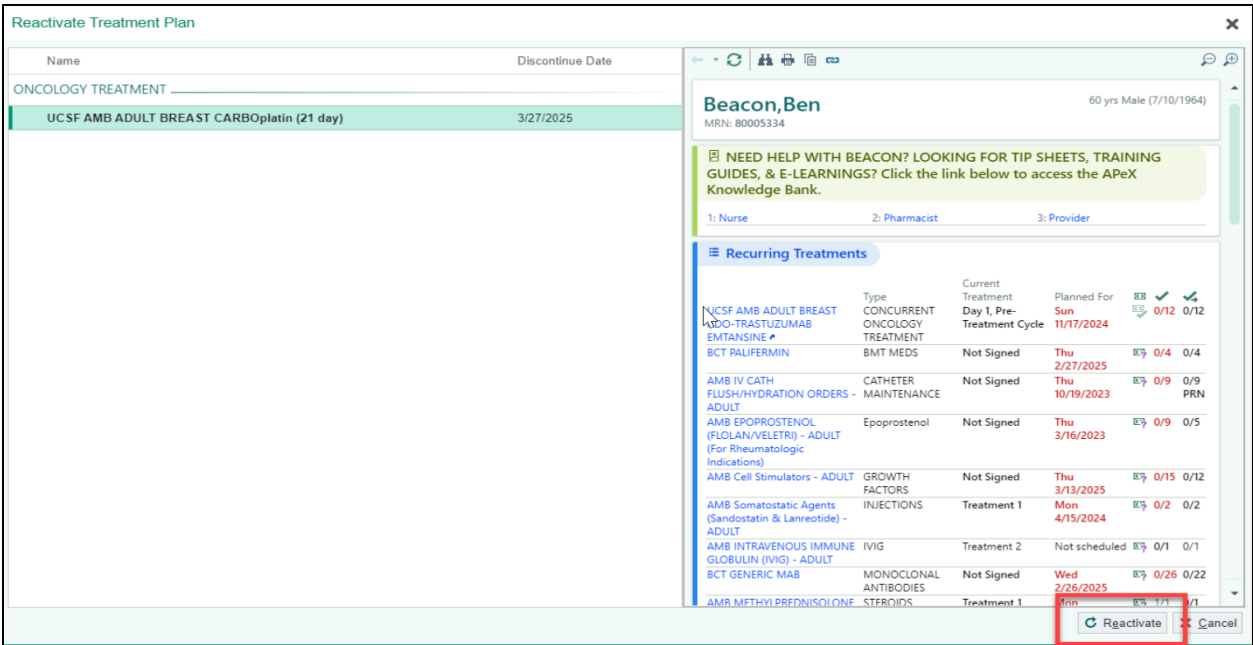 Reactivate Treatment Plan
Name Discontinue Date
ONCOLOGY TREATMENT
UCSF AMB ADULT BREAST CARBOplatin (21 day) 3/27/2025
Beacon,Ben 60 yrs Male (7/10/1964)
MRN: 80005334
NEED HELP WITH BEACON? LOOKING FOR TIP SHEETS, TRAINING
GUIDES, & E-LEARNINGS? Click the link below to access the APeX
Knowledge Bank.
1: Nurse 2: Pharmacist 3: Provider
Recurring Treatments
Current
Type Treatment Planned For
UCSF AMB ADULT BREAST CONCURRENT Day 1, Pre- Sun 0/12 0/12
ADO-TRASTUZUMAB ONCOLOGY Treatment Cycle 11/17/2024
EMTANSINE TREATMENT
BCT PALIFERMIN BMT MEDS Not Signed Thu 0/4 0/4
2/27/2025
AMB IV CATH CATHETER Not Signed Thu 0/9 0/9
FLUSH/HYDRATION ORDERS - MAINTENANCE 10/19/2023 PRN
ADULT
AMB EPOPROSTENOL Epoprostenol Not Signed Thu 0/9 0/5
(FLOLAN/VELETRI) - ADULT 3/16/2023
(For Rheumatologic
Indications)
AMB Cell Stimulators - ADULT GROWTH Not Signed Thu 0/15 0/12
FACTORS 3/13/2025
AMB Somatostatic Agents INJECTIONS Treatment 1 Mon 0/2 0/2
(Sandostatin & Lanreotide) - 4/15/2024
ADULT
AMB INTRAVENOUS IMMUNE IVIG Treatment 2 Not scheduled 0/1 0/1
GLOBULIN (IVIG) - ADULT
BCT GENERIC MAB MONOCLONAL Not Signed Wed 0/26 0/22
ANTIBODIES 2/26/2025
AMB METHYLPREDNISOLONE STEROIDS Treatment 1 Mon 1/1 0/1
Reactivate Cancel